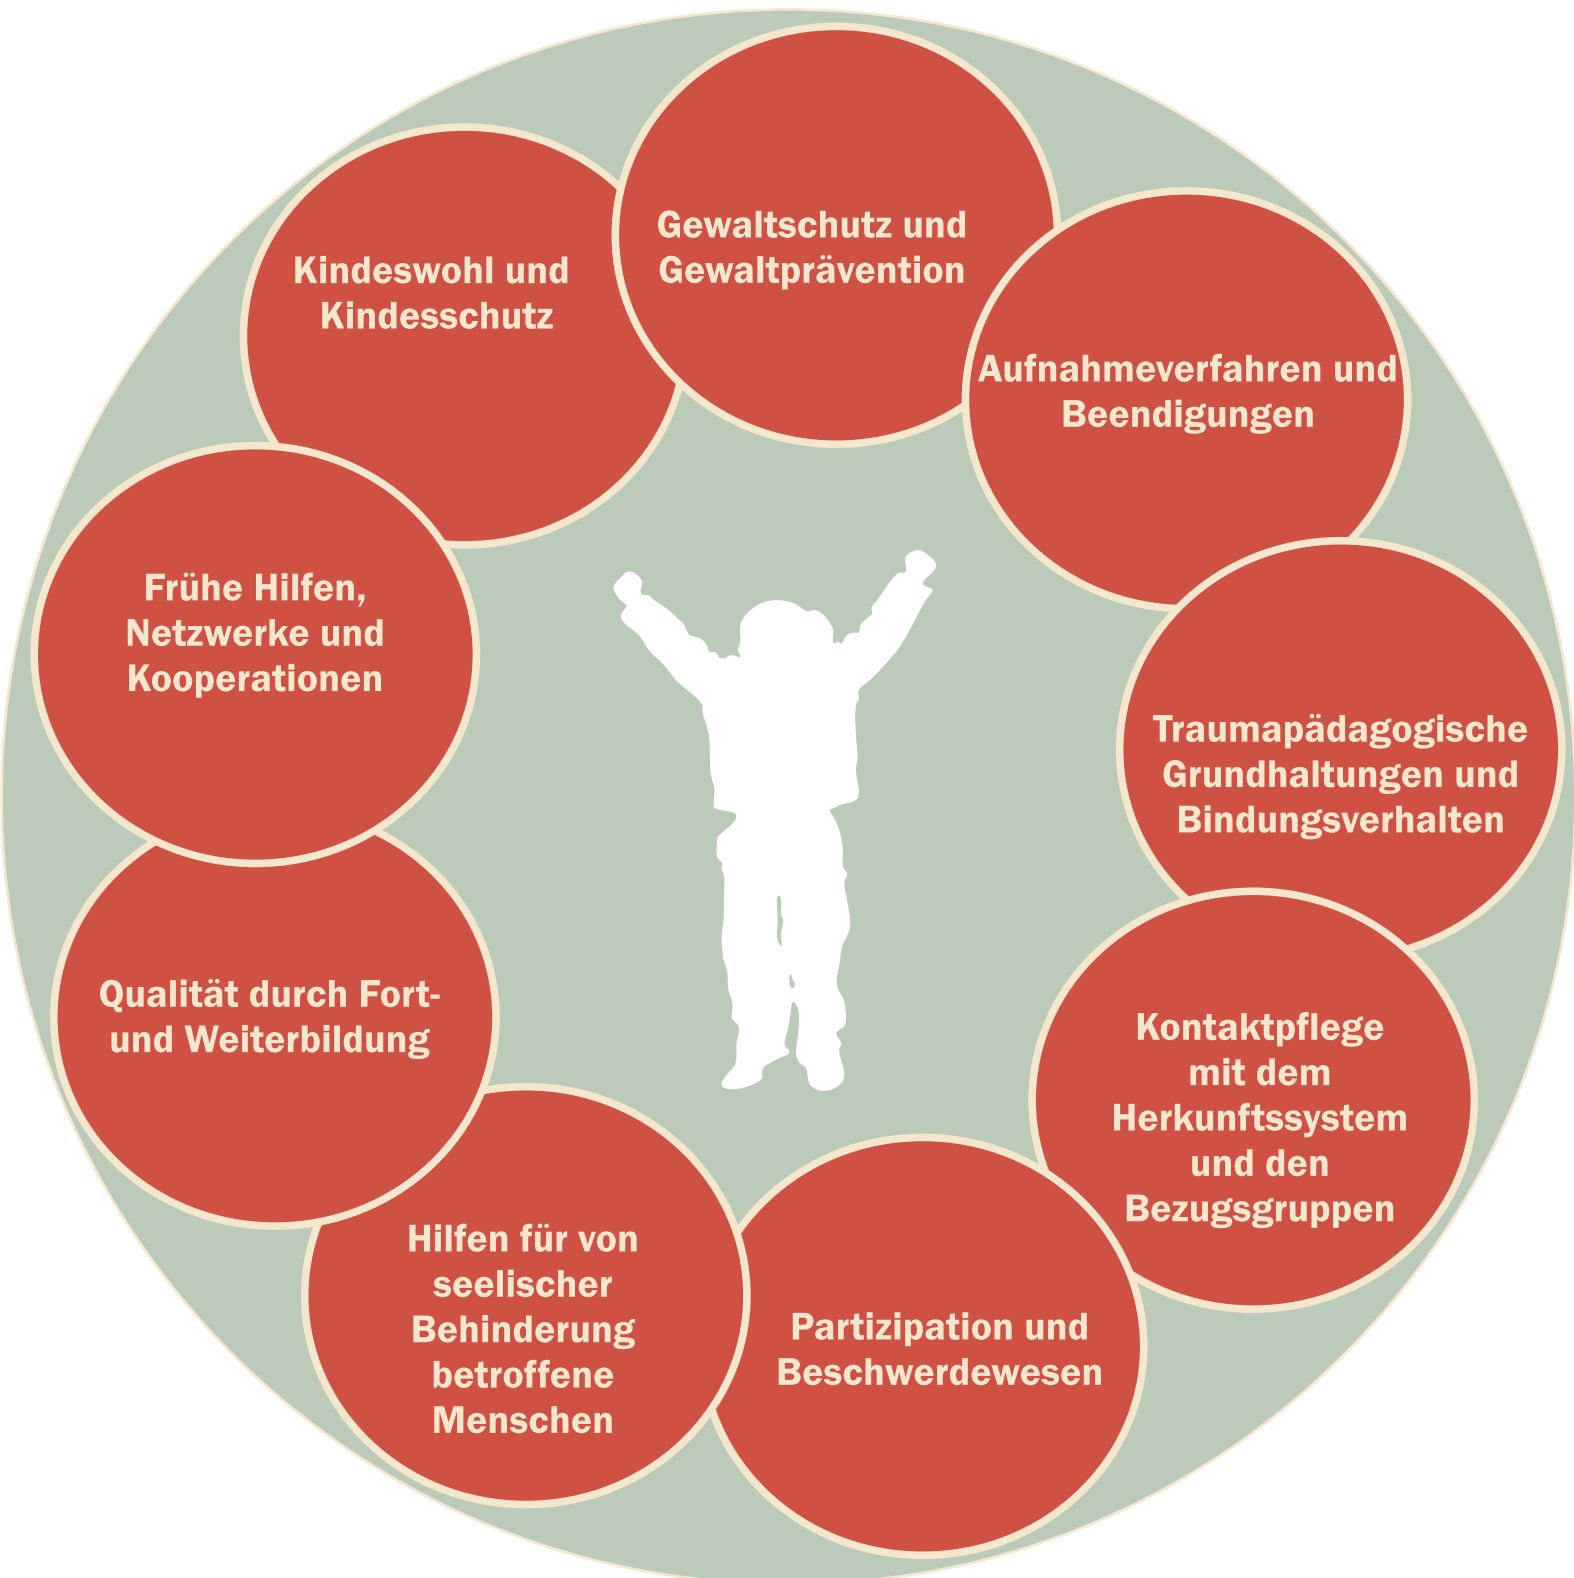 Gewaltschutz und
Gewaltprävention
Kindeswohl und
Kindesschutz
Aufnahmeverfahren und
Beendigungen
Frühe Hilfen,
Netzwerke und
Kooperationen
Traumapädagogische
Grundhaltungen und
Bindungsverhalten
Qualität durch Fort-
und Weiterbildung
Kontaktpflege
mit dem
Herkunftssystem
und den
Bezugsgruppen
Hilfen für von
seelischer
Behinderung
betroffene
Menschen
Partizipation und
Beschwerdewesen